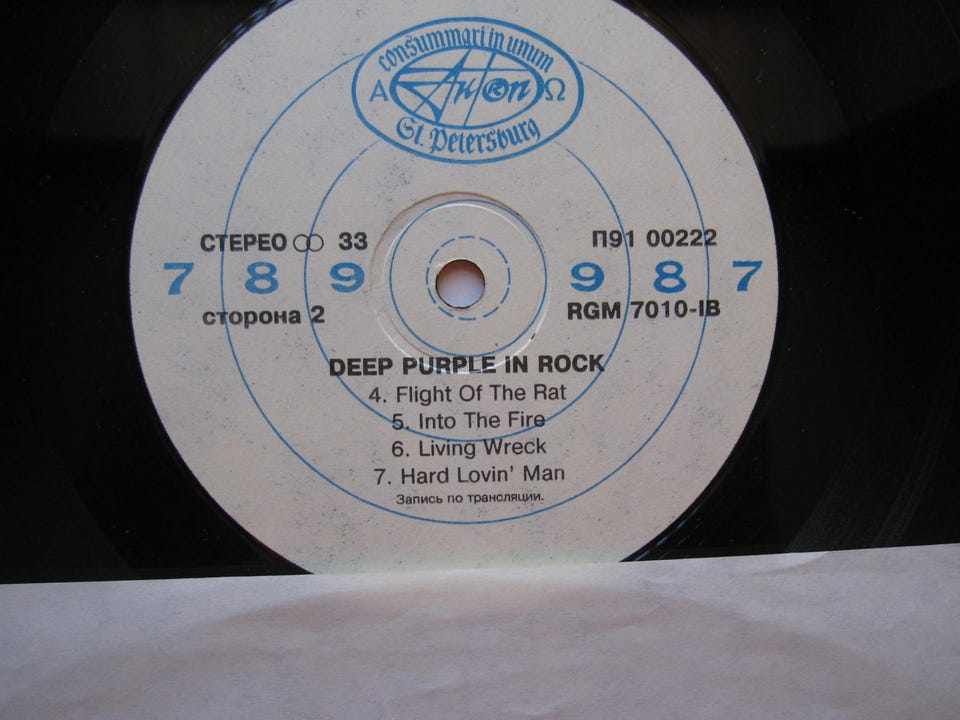 consummari in unum
Α AnTrop Ω
St. Petersburg
СТЕРЕО 33 П91 00222
7 8 9 9 8 7
сторона 2 RGM 7010-IB
DEEP PURPLE IN ROCK
4. Flight Of The Rat
5. Into The Fire
6. Living Wreck
7. Hard Lovin' Man
Запись по трансляции.